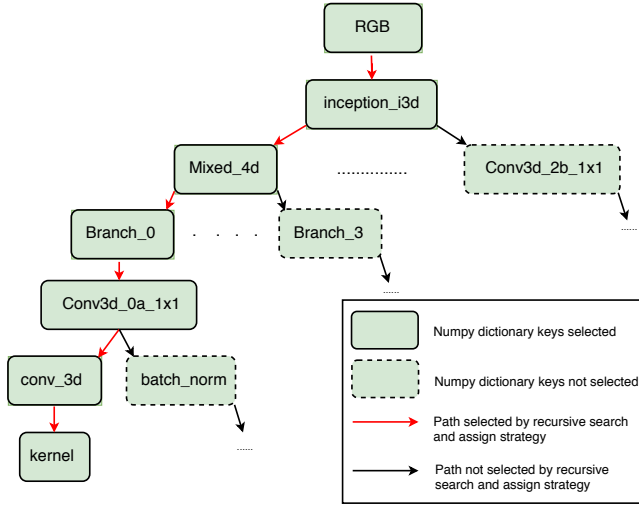 RGB
inception_i3d
Mixed_4d
..............
Conv3d_2b_1x1
Branch_0
. . . .
Branch_3
......
......
Conv3d_0a_1x1
conv_3d
batch_norm
......
kernel
Numpy dictionary keys selected
Numpy dictionary keys not selected
Path selected by recursive search
and assign strategy
Path not selected by recursive
search and assign strategy